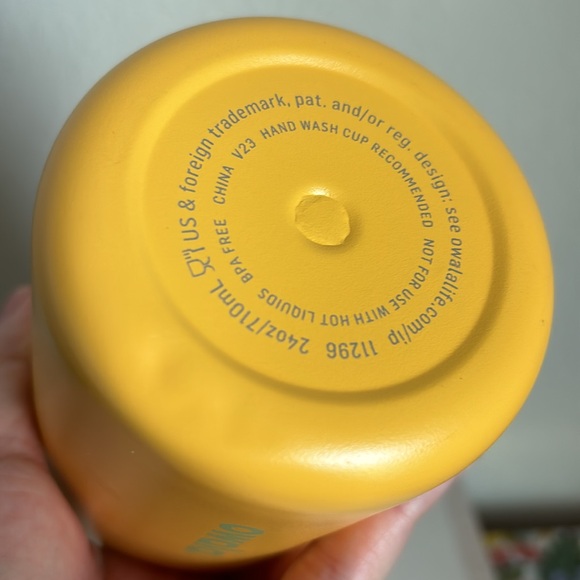 US & foreign trademark, pat. and/or reg. design: see owalalife.com/ip 11296 24oz/710mL
CHINA V23 HAND WASH CUP RECOMMENDED NOT FOR USE WITH HOT LIQUIDS BPA FREE